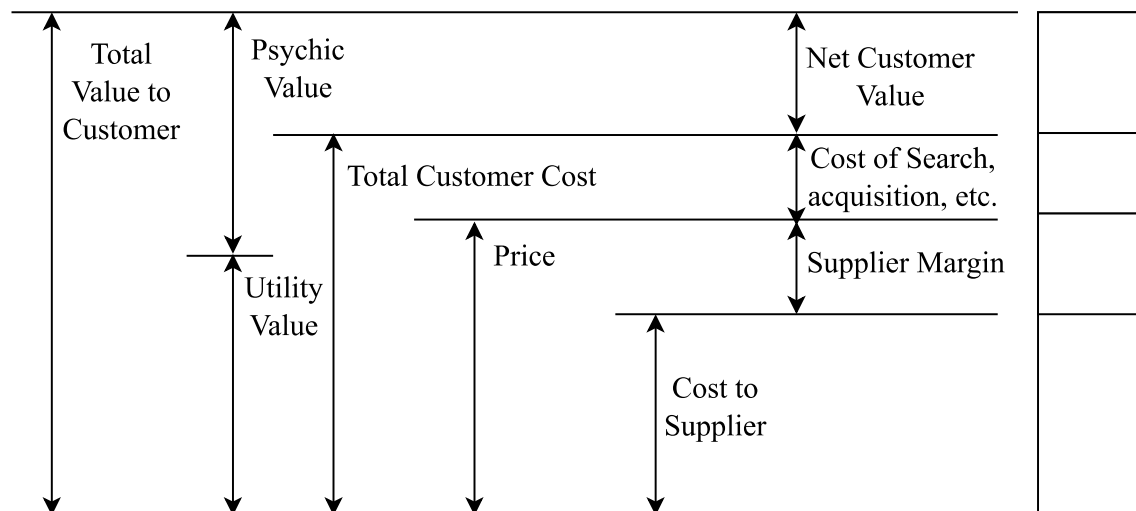 Total
Value to
Customer
Psychic
Value
Net Customer
Value
Total Customer Cost
Cost of Search,
acquisition, etc.
Price
Supplier Margin
Utility
Value
Cost to
Supplier